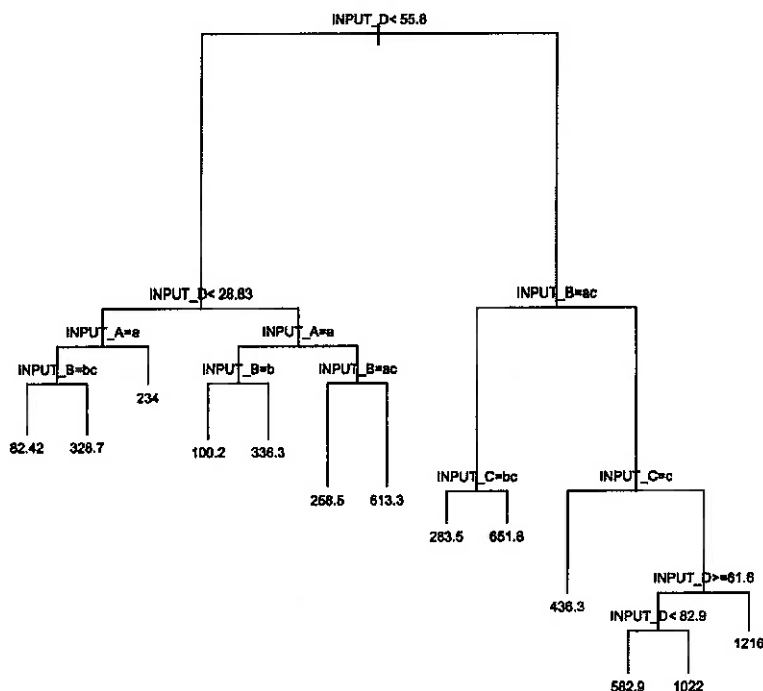 INPUT_D< 55.8
INPUT_D< 28.83
INPUT_B=ac
INPUT_A=a
INPUT_A=a
INPUT_B=bc
INPUT_B=b
INPUT_B=ac
234
82.42
328.7
100.2
336.3
INPUT_C=bc
INPUT_C=c
258.5
613.3
283.5
651.8
INPUT_D>=61.6
436.3
INPUT_D< 82.9
1216
582.9
1022